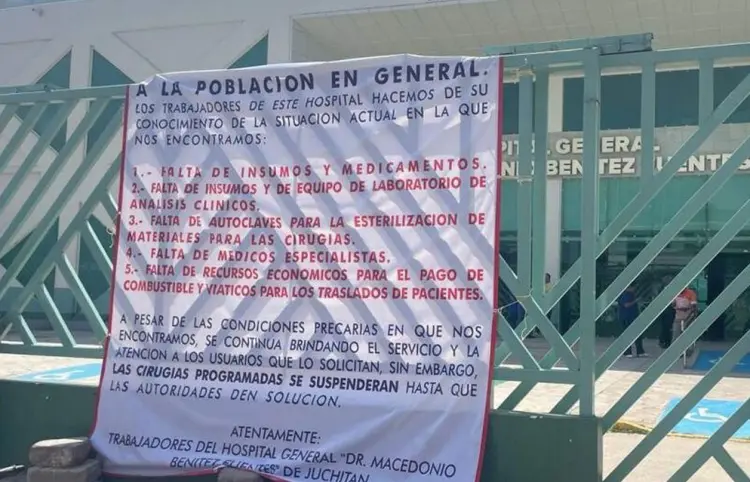 A LA POBLACION EN GENERAL.
LOS TRABAJADORES DE ESTE HOSPITAL HACEMOS DE SU
CONOCIMIENTO DE LA SITUACION ACTUAL EN LA QUE
NOS ENCONTRAMOS:
1.- FALTA DE INSUMOS Y MEDICAMENTOS.
2.- FALTA DE INSUMOS Y DE EQUIPO DE LABORATORIO DE
ANALISIS CLINICOS.
3.- FALTA DE AUTOCLAVES PARA LA ESTERILIZACION DE
MATERIALES PARA LAS CIRUGIAS.
4.- FALTA DE MEDICOS ESPECIALISTAS.
5.- FALTA DE RECURSOS ECONOMICOS PARA EL PAGO DE
COMBUSTIBLE Y VIATICOS PARA LOS TRASLADOS DE PACIENTES.
A PESAR DE LAS CONDICIONES PRECARIAS EN QUE NOS
ENCONTRAMOS, SE CONTINUA BRINDANDO EL SERVICIO Y LA
ATENCION A LOS USUARIOS QUE LO SOLICITAN, SIN EMBARGO,
LAS CIRUGIAS PROGRAMADAS SE SUSPENDERAN HASTA QUE
LAS AUTORIDADES DEN SOLUCION.
ATENTAMENTE:
TRABAJADORES DEL HOSPITAL GENERAL "DR. MACEDONIO
BENITEZ FUENTES" DE JUCHITAN
PITAL GENERAL
BENITEZ FUENTES